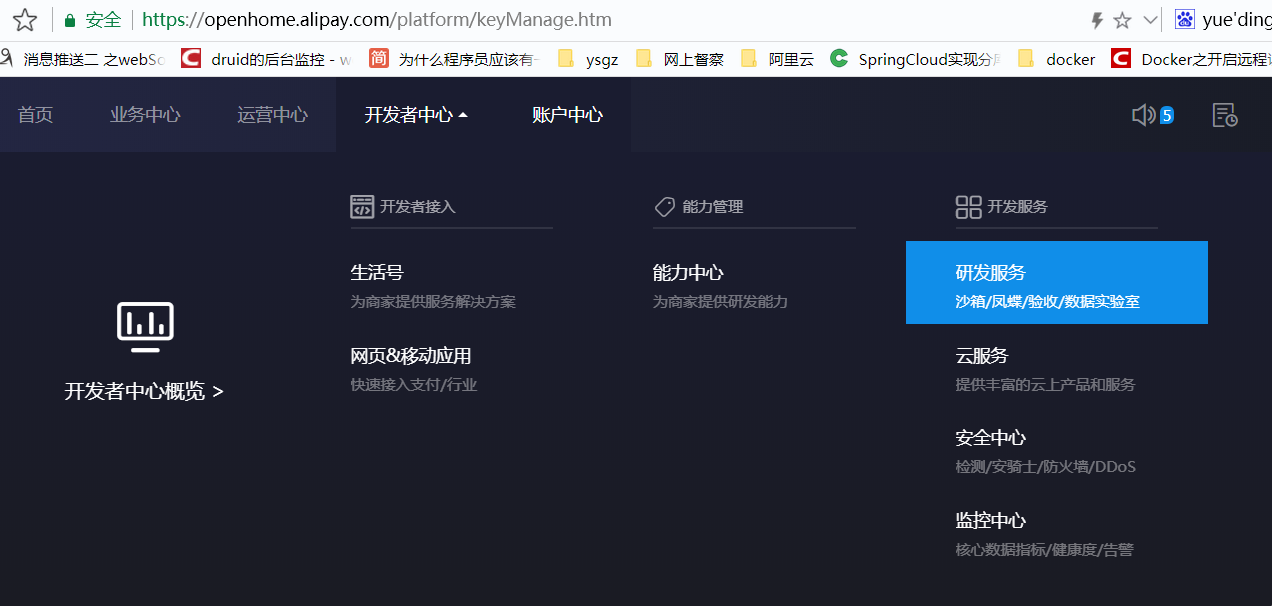 安全 https://openhome.alipay.com/platform/keyManage.htm yue'ding
消息推送二 之webSo druid的后台监控 - w 简 为什么程序员应该有- ysgz 网上督察 阿里云 SpringCloud实现分库 docker Docker之开启远程访
首页 业务中心 运营中心 开发者中心 账户中心 5
开发者接入 能力管理 开发服务
生活号 能力中心 研发服务
为商家提供服务解决方案 为商家提供研发能力 沙箱/凤蝶/验收/数据实验室
网页&移动应用 云服务
快速接入支付/行业 提供丰富的云上产品和服务
开发者中心概览 >
安全中心
检测/安骑士/防火墙/DDoS
监控中心
核心数据指标/健康度/告警